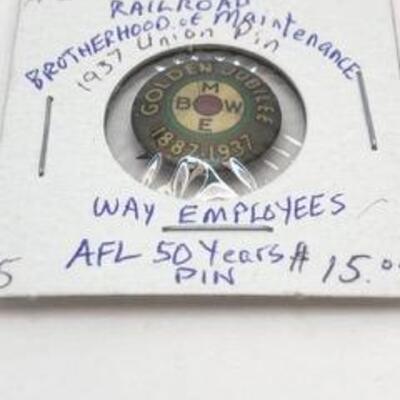 RAILROAD
BROTHERHOOD of Maintenance
1937 Union Pin
GOLDEN JUBILEE
M
B W
E
1887-1937
WAY EMPLOYEES
AFL 50 Years
PIN
5
$15.0